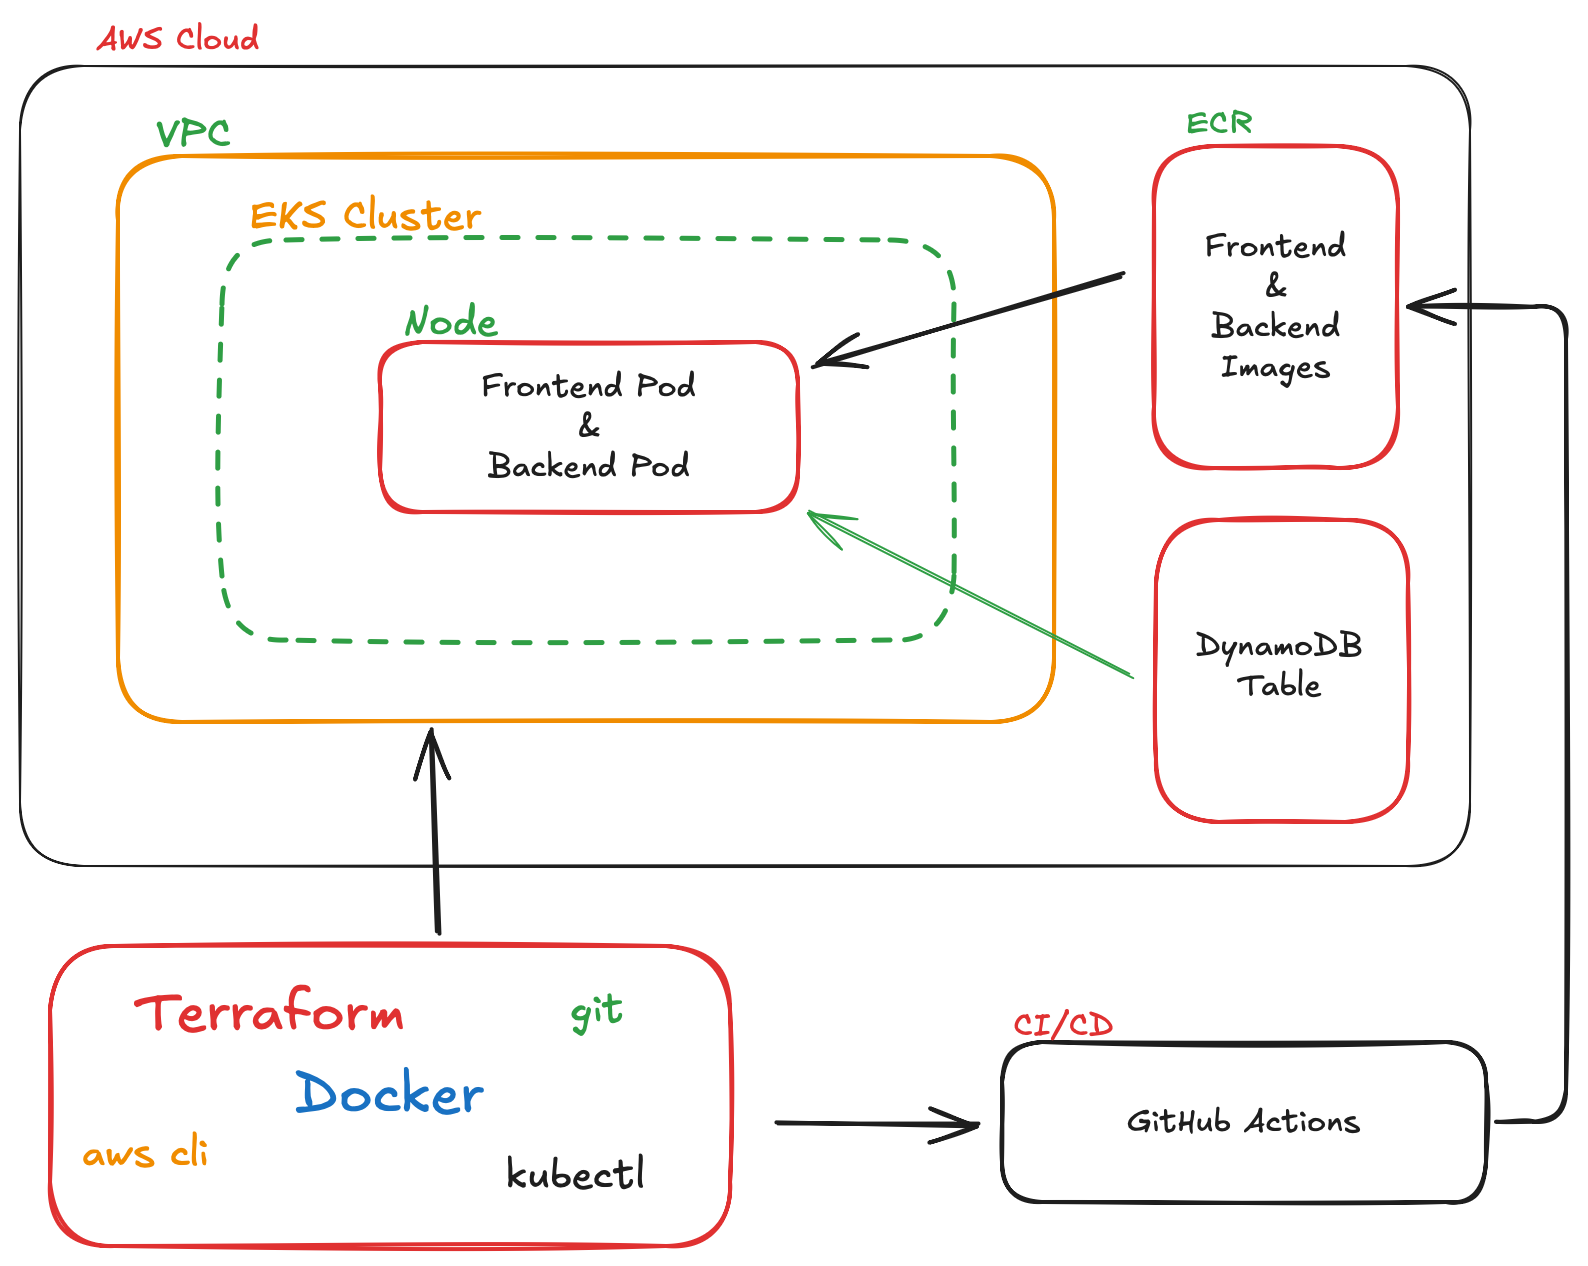 AWS Cloud
VPC
ECR
EKS Cluster
Node
Frontend Pod
&
Backend Pod
Frontend
&
Backend
Images
DynamoDB
Table
Terraform
git
Docker
aws cli
kubectl
CI/CD
GitHub Actions